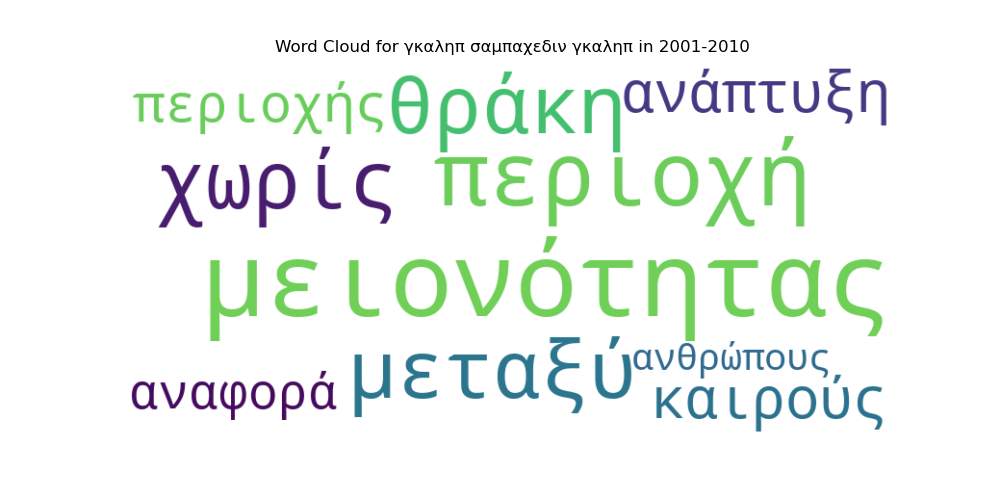 Word Cloud for γκαληπ σαμπαχεδιν γκαληπ in 2001-2010
περιοχής θράκη ανάπτυξη
χωρίς περιοχή
μειονότητας
αναφορά μεταξύ ανθρώπους
καιρούς